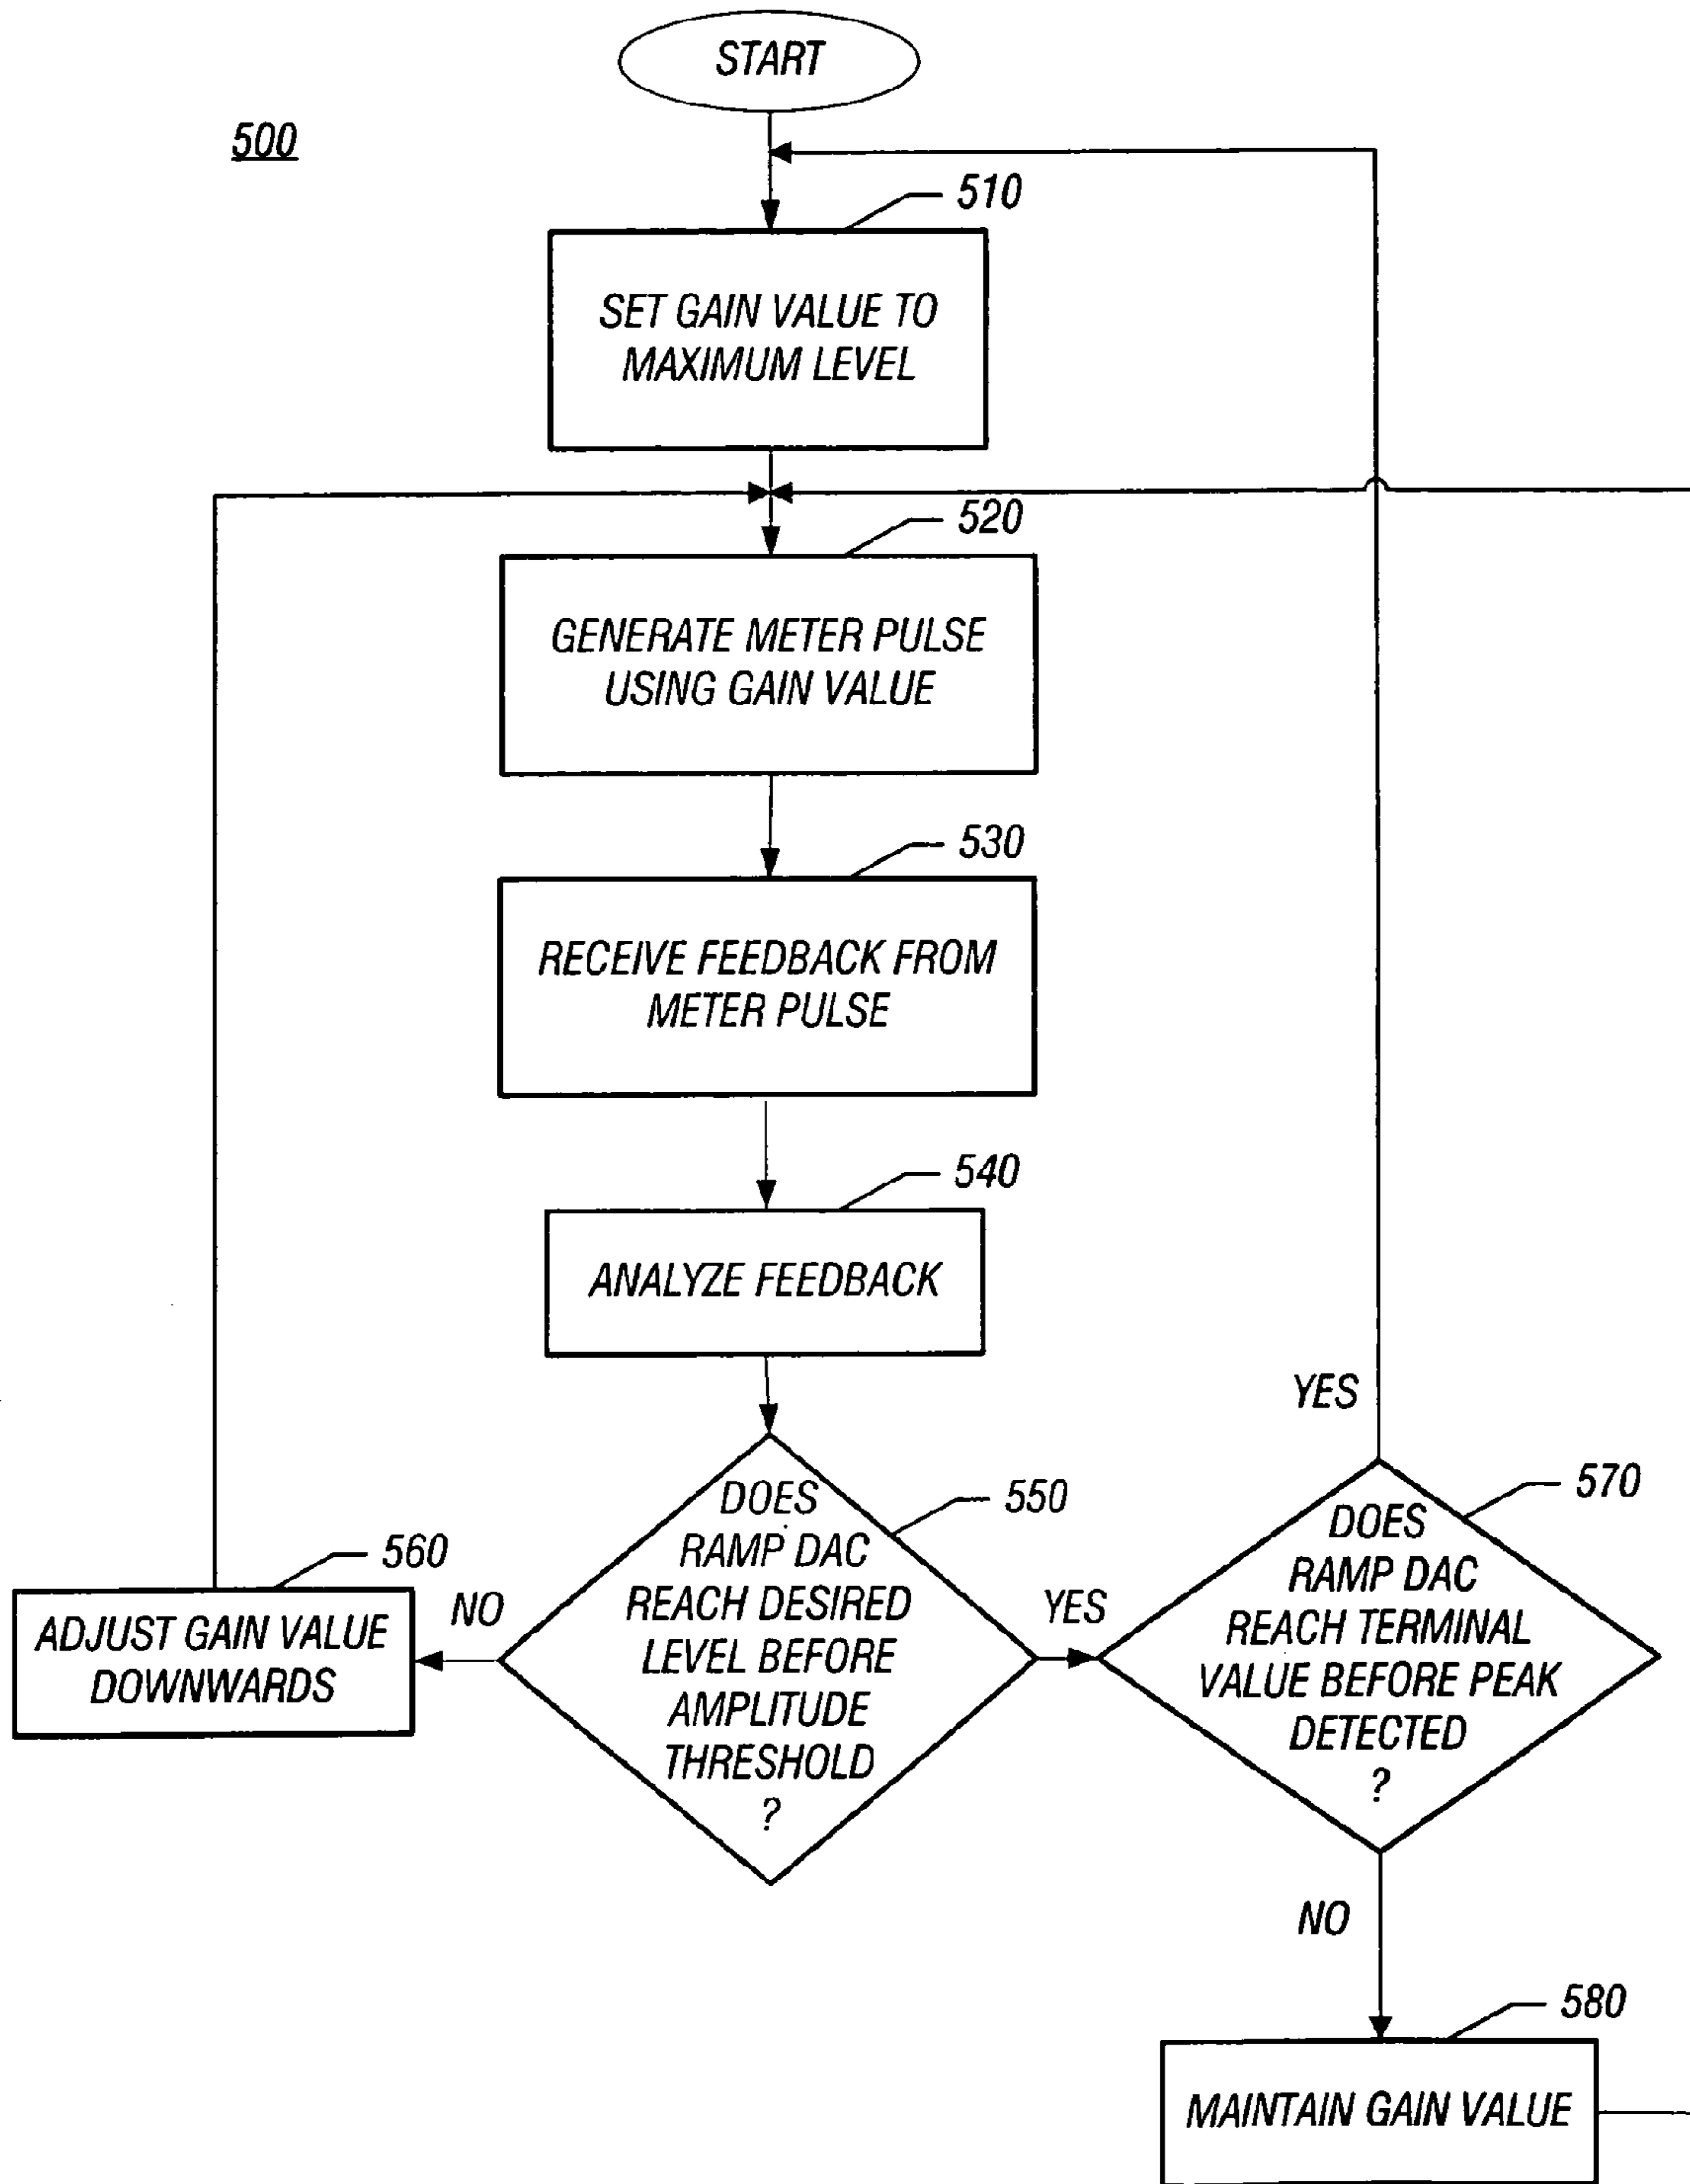 START
500
510
SET GAIN VALUE TO
MAXIMUM LEVEL
520
GENERATE METER PULSE
USING GAIN VALUE
530
RECEIVE FEEDBACK FROM
METER PULSE
540
ANALYZE FEEDBACK
550
DOES
RAMP DAC
REACH DESIRED
LEVEL BEFORE
AMPLITUDE
THRESHOLD
?
NO
560
ADJUST GAIN VALUE
DOWNWARDS
YES
570
DOES
RAMP DAC
REACH TERMINAL
VALUE BEFORE PEAK
DETECTED
?
YES
NO
580
MAINTAIN GAIN VALUE